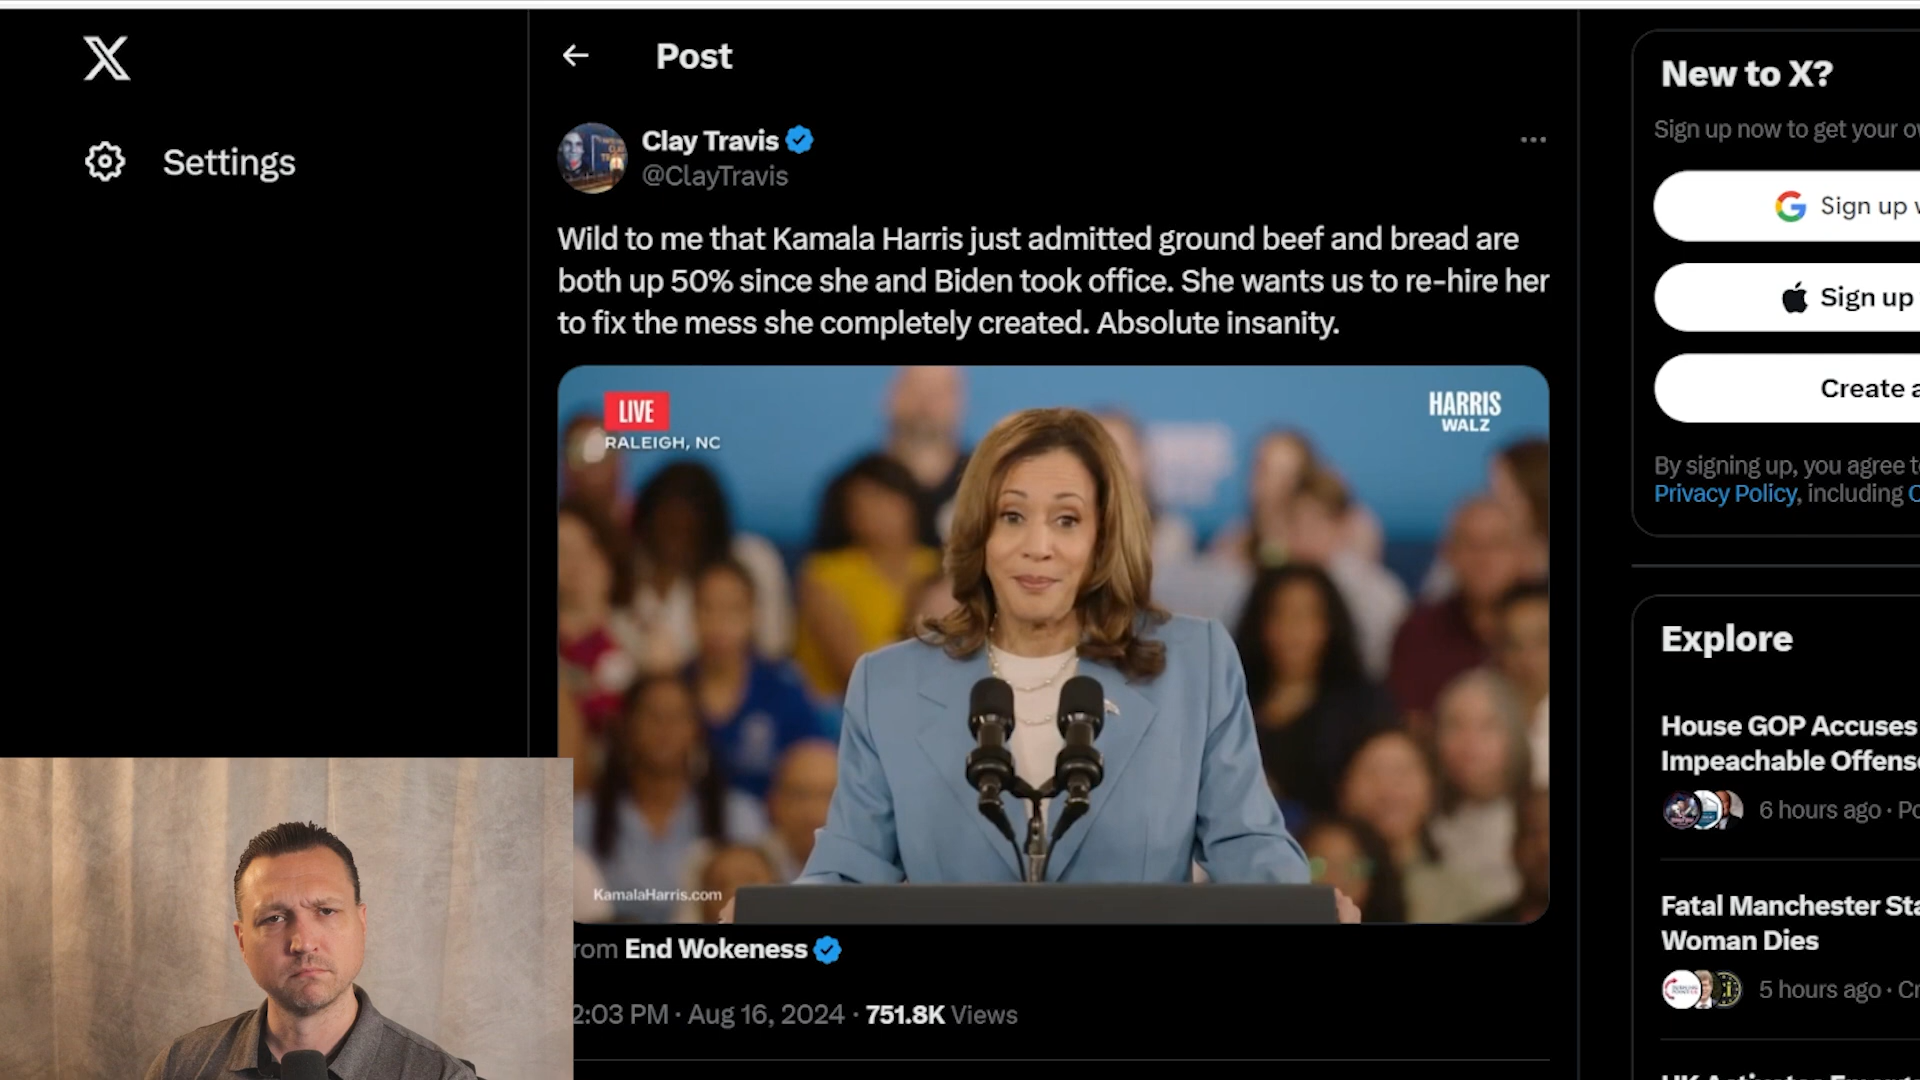 Post
Settings
Clay Travis
@ClayTravis
Wild to me that Kamala Harris just admitted ground beef and bread are
both up 50% since she and Biden took office. She wants us to re-hire her
to fix the mess she completely created. Absolute insanity.
LIVE
RALEIGH, NC
HARRIS
WALZ
KamalaHarris.com
rom End Wokeness
2:03 PM · Aug 16, 2024 · 751.8K Views
New to X?
Sign up now to get your
Sign up
Sign up
Create
By signing up, you agree
Privacy Policy, including
Explore
House GOP Accuses
Impeachable
6 hours ago ·
Fatal Manchester
Woman Dies
5 hours ago ·